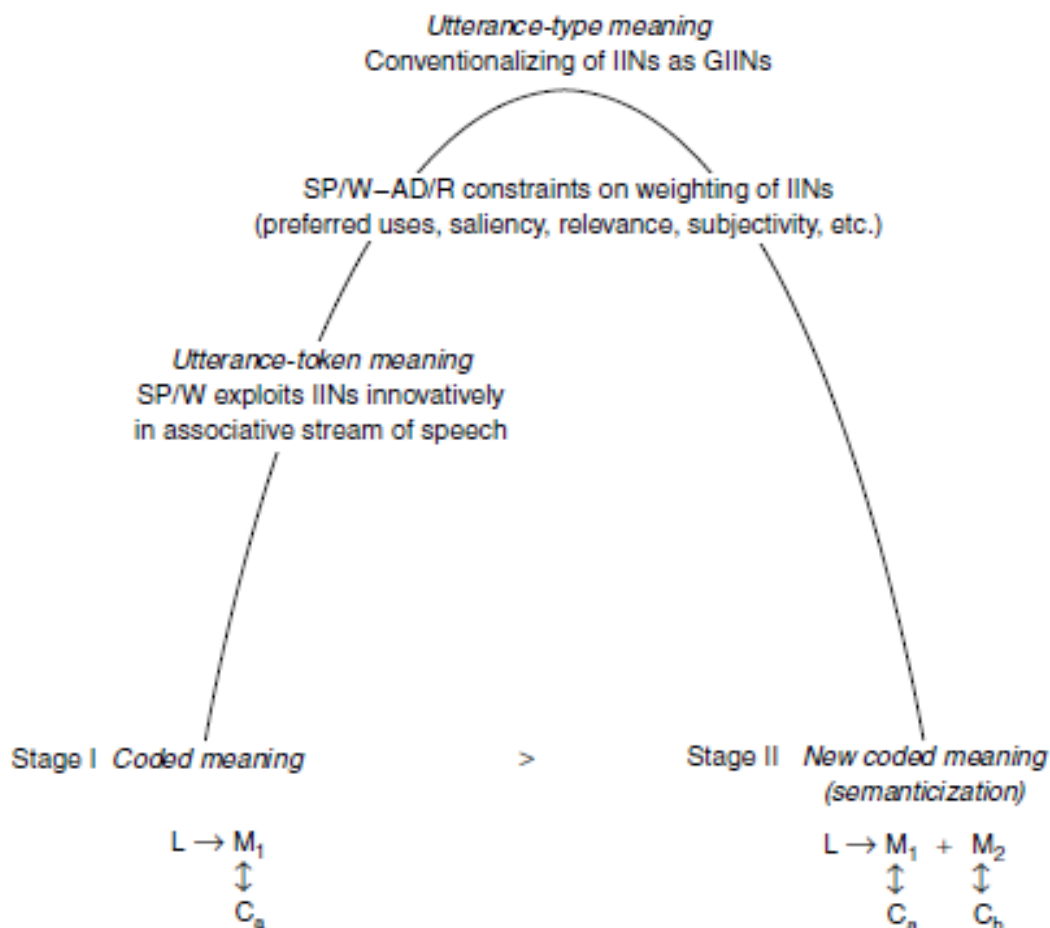 Utterance-type meaning
Conventionalizing of IINs as GIINs
SP/W–AD/R constraints on weighting of IINs
(preferred uses, saliency, relevance, subjectivity, etc.)
Utterance-token meaning
SP/W exploits IINs innovatively
in associative stream of speech
Stage I Coded meaning > Stage II New coded meaning
(semanticization)
L → M₁ L → M₁ + M₂
↕ ↕ ↕
Cₐ Cₐ C_b